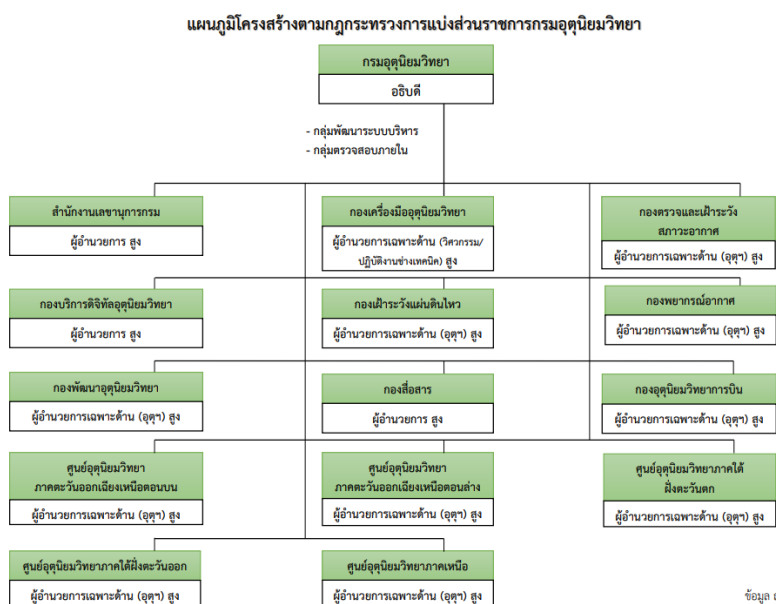 แผนภูมิโครงสร้างตามกฎกระทรวงการแบ่งส่วนราชการกรมอุตุนิยมวิทยา
กรมอุตุนิยมวิทยา
อธิบดี
- กลุ่มพัฒนาระบบบริหาร
- กลุ่มตรวจสอบภายใน
สำนักงานเลขานุการกรม
ผู้อำนวยการ สูง
กองเครื่องมืออุตุนิยมวิทยา
ผู้อำนวยการเฉพาะด้าน (วิศวกรรม/
ปฏิบัติงานช่างเทคนิค) สูง
กองตรวจและเฝ้าระวัง
สภาวะอากาศ
ผู้อำนวยการเฉพาะด้าน (อุตุฯ) สูง
กองบริการดิจิทัลอุตุนิยมวิทยา
ผู้อำนวยการ สูง
กองเฝ้าระวังแผ่นดินไหว
ผู้อำนวยการเฉพาะด้าน (อุตุฯ) สูง
กองพยากรณ์อากาศ
ผู้อำนวยการเฉพาะด้าน (อุตุฯ) สูง
กองพัฒนาอุตุนิยมวิทยา
ผู้อำนวยการเฉพาะด้าน (อุตุฯ) สูง
กองสื่อสาร
ผู้อำนวยการ สูง
กองอุตุนิยมวิทยาการบิน
ผู้อำนวยการเฉพาะด้าน (อุตุฯ) สูง
ศูนย์อุตุนิยมวิทยา
ภาคตะวันออกเฉียงเหนือตอนบน
ผู้อำนวยการเฉพาะด้าน (อุตุฯ) สูง
ศูนย์อุตุนิยมวิทยา
ภาคตะวันออกเฉียงเหนือตอนล่าง
ผู้อำนวยการเฉพาะด้าน (อุตุฯ) สูง
ศูนย์อุตุนิยมวิทยาภาคใต้
ฝั่งตะวันตก
ผู้อำนวยการเฉพาะด้าน (อุตุฯ) สูง
ศูนย์อุตุนิยมวิทยาภาคใต้ฝั่งตะวันออก
ผู้อำนวยการเฉพาะด้าน (อุตุฯ) สูง
ศูนย์อุตุนิยมวิทยาภาคเหนือ
ผู้อำนวยการเฉพาะด้าน (อุตุฯ) สูง
ข้อมูล